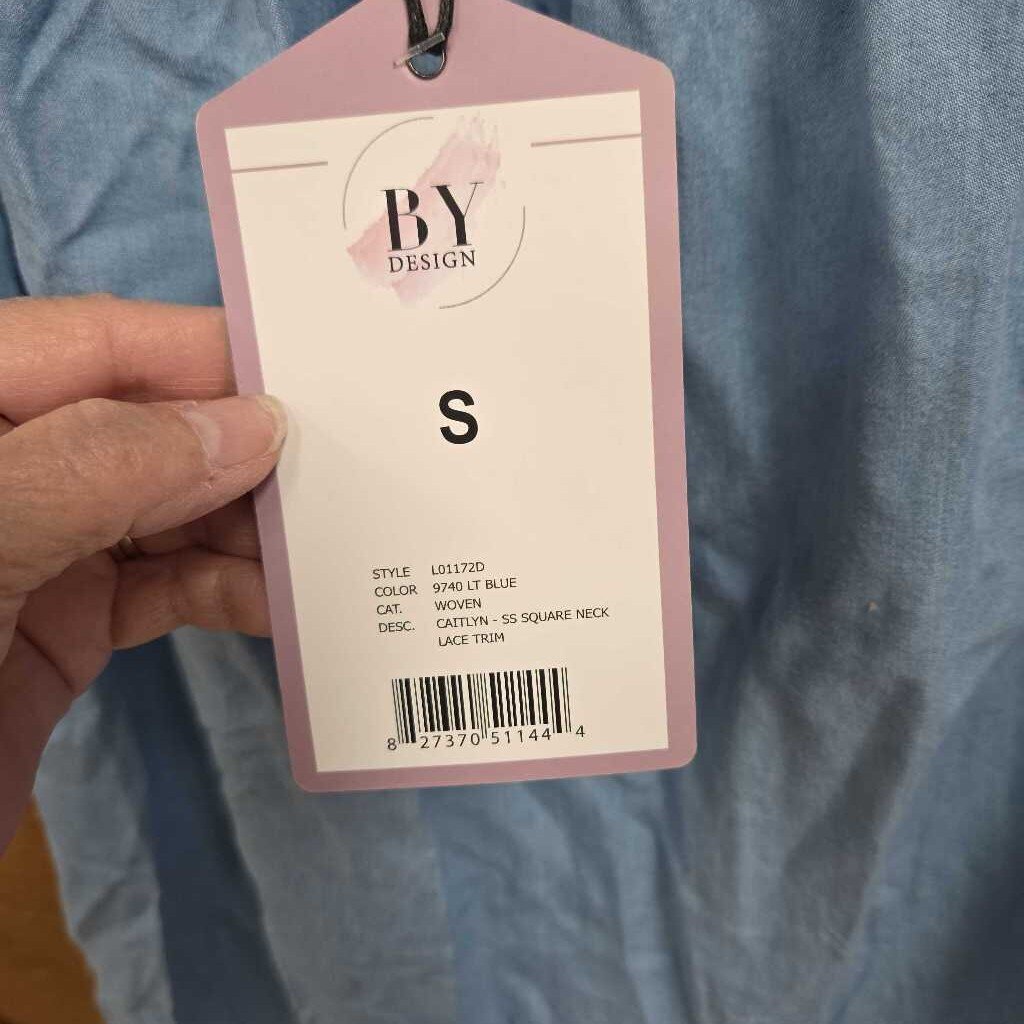 BY
DESIGN
S
STYLE L01172D
COLOR 9740 LT BLUE
CAT. WOVEN
DESC. CAITLYN - SS SQUARE NECK
LACE TRIM
8 27370 51144 4